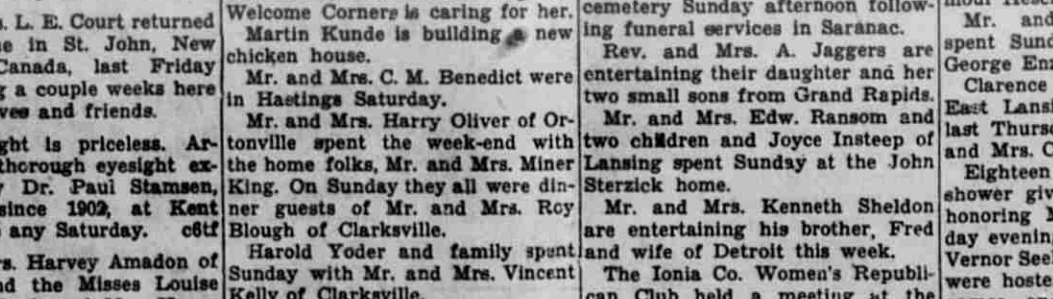 s. L. E. Court returned
e in St. John, New
Canada, last Friday
g a couple weeks here
ves and friends.
ght is priceless. Ar-
thorough eyesight ex-
Dr. Paul Stamsen,
since 1902, at Kent
any Saturday. c6tf
rs. Harvey Amadon of
nd the Misses Louise
Welcome Corners is caring for her.
Martin Kunde is building a new
chicken house.
Mr. and Mrs. C. M. Benedict were
in Hastings Saturday.
Mr. and Mrs. Harry Oliver of Or-
tonville spent the week-end with
the home folks, Mr. and Mrs. Miner
King. On Sunday they all were din-
ner guests of Mr. and Mrs. Roy
Blough of Clarksville.
Harold Yoder and family spent
Sunday with Mr. and Mrs. Vincent
Kelly of Clarksville.
cemetery Sunday afternoon follow-
ing funeral services in Saranac.
Rev. and Mrs. A. Jaggers are
entertaining their daughter and her
two small sons from Grand Rapids.
Mr. and Mrs. Edw. Ransom and
two children and Joyce Insteep of
Lansing spent Sunday at the John
Sterzick home.
Mr. and Mrs. Kenneth Sheldon
are entertaining his brother, Fred
and wife of Detroit this week.
The Ionia Co. Women's Republi-
can Club held a meeting at the
Mr. and
spent Sund
George Enz
Clarence
East Lansi
last Thurs
and Mrs. C
Eighteen
shower giv
honoring
day evenin
Vernor See
were hoste